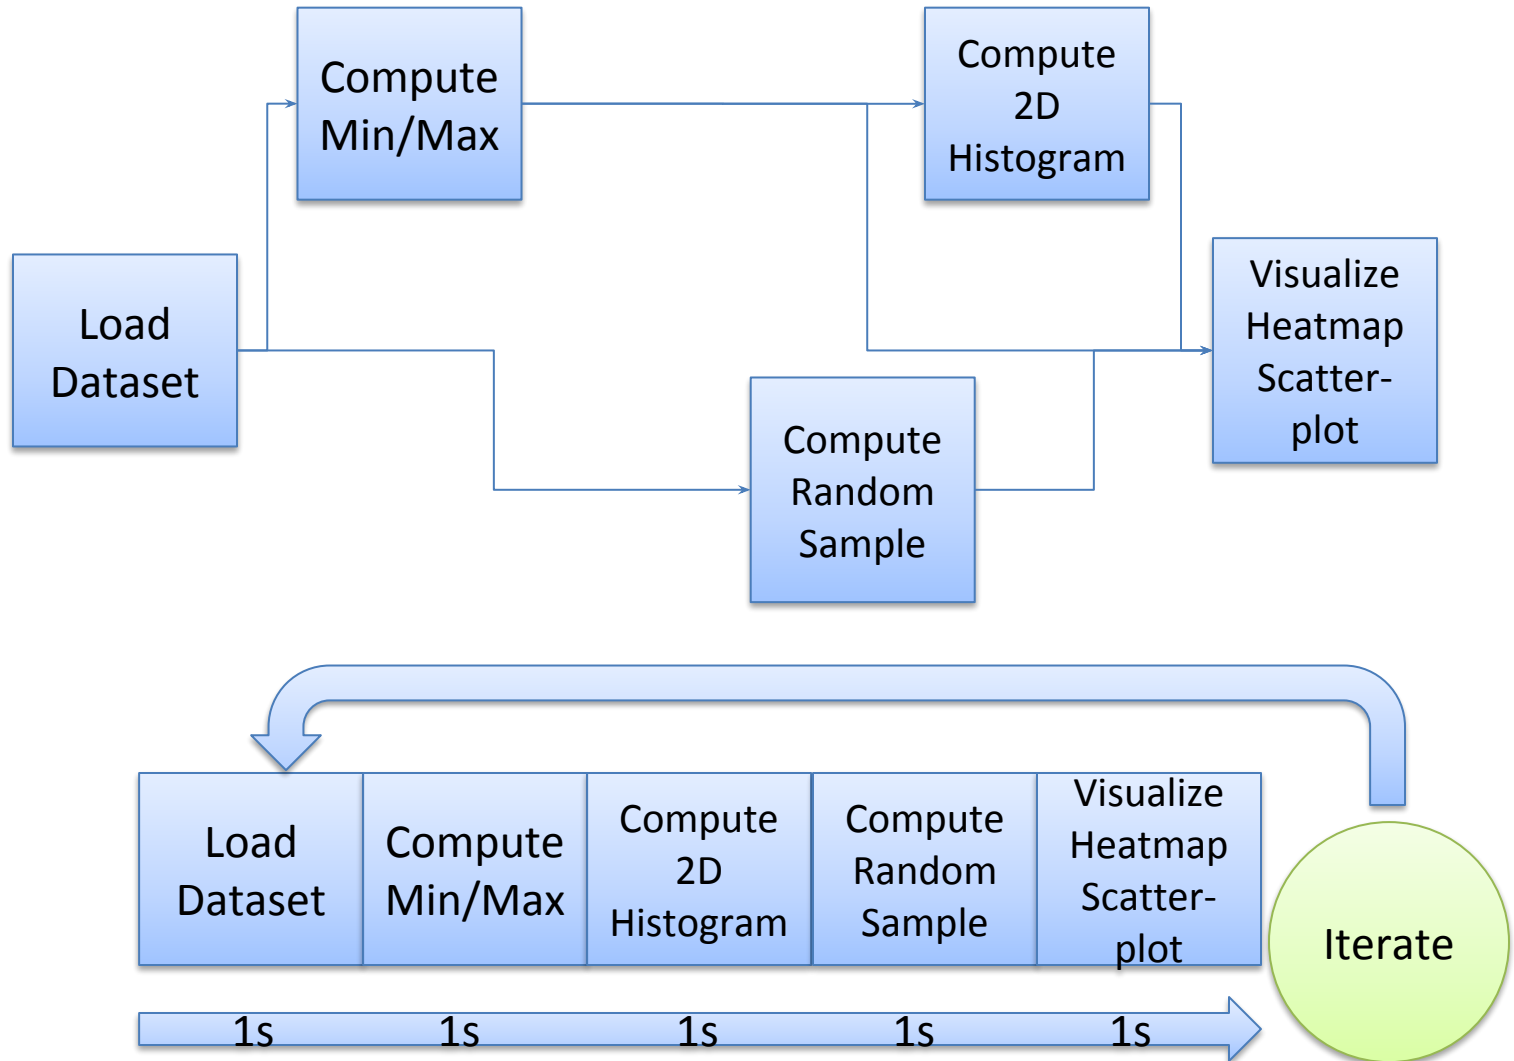 Compute
Min/Max
Compute
2D
Histogram
Load
Dataset
Visualize
Heatmap
Scatter-
plot
Compute
Random
Sample
Load
Dataset
Compute
Min/Max
Compute
2D
Histogram
Compute
Random
Sample
Visualize
Heatmap
Scatter-
plot
Iterate
1s 1s 1s 1s 1s